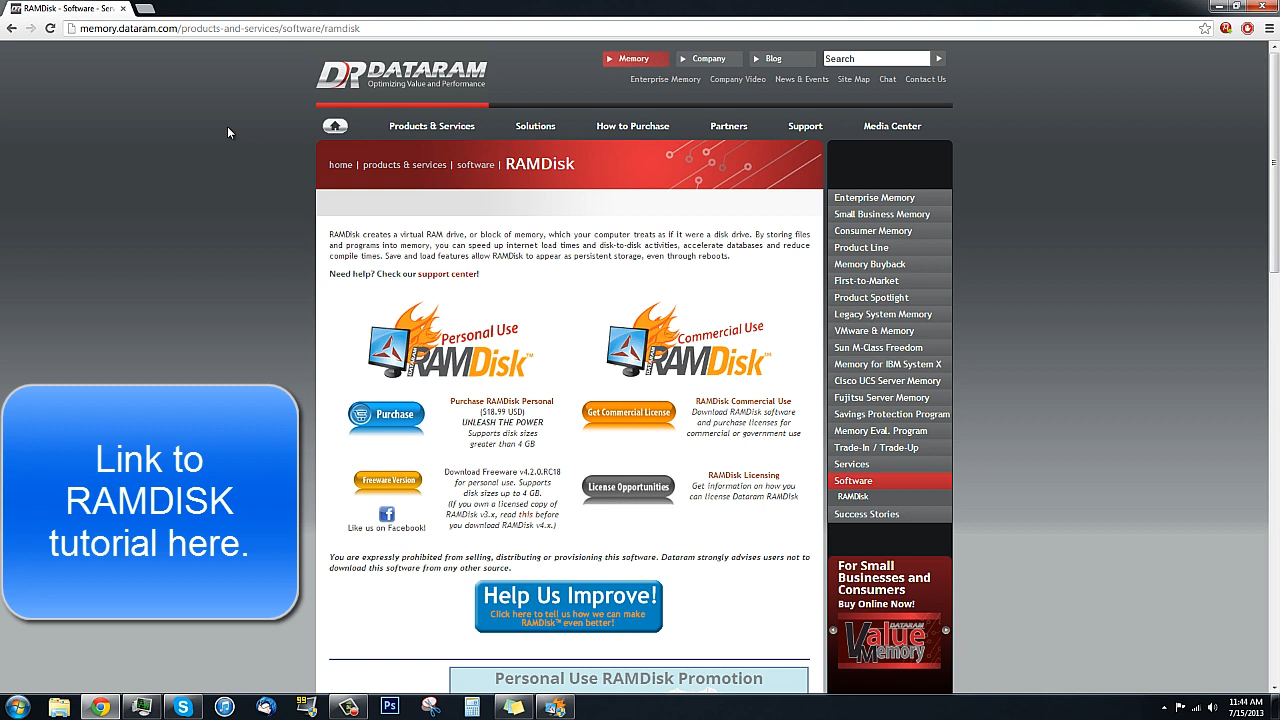 RAMDisk - Software - Serv
memory.dataram.com/products-and-services/software/ramdisk
DR DATARAM
Optimizing Value and Performance
Memory
Company
Blog
Search
Enterprise Memory
Company Video
News & Events
Site Map
Chat
Contact Us
Products & Services
Solutions
How to Purchase
Partners
Support
Media Center
home | products & services | software | RAMDisk
RAMDisk creates a virtual RAM drive, or block of memory, which your computer treats as if it were a disk drive. By storing files
and programs into memory, you can speed up internet load times and disk-to-disk activities, accelerate databases and reduce
compile times. Save and load features allow RAMDisk to appear as persistent storage, even through reboots.
Need help? Check our support center!
Personal Use
DATARAM
RAMDisk™
Commercial Use
DATARAM
RAMDisk™
Purchase
Purchase RAMDisk Personal
($18.99 USD)
UNLEASH THE POWER
Supports disk sizes
greater than 4 GB
Get Commercial License
RAMDisk Commercial Use
Download RAMDisk software
and purchase licenses for
commercial or government use
Freeware Version
Like us on Facebook!
Download Freeware v4.2.0.RC18
for personal use. Supports
disk sizes up to 4 GB.
(If you own a licensed copy of
RAMDisk v3.x, read this before
you download RAMDisk v4.x.)
License Opportunities
RAMDisk Licensing
Get information on how you
can license Dataram RAMDisk
You are expressly prohibited from selling, distributing or provisioning this software. Dataram strongly advises users not to
download this software from any other source.
Help Us Improve!
Click here to tell us how we can make
RAMDisk™ even better!
Personal Use RAMDisk Promotion
Enterprise Memory
Small Business Memory
Consumer Memory
Product Line
Memory Buyback
First-to-Market
Product Spotlight
Legacy System Memory
VMware & Memory
Sun M-Class Freedom
Memory for IBM System X
Cisco UCS Server Memory
Fujitsu Server Memory
Savings Protection Program
Memory Eval. Program
Trade-In / Trade-Up
Services
Software
RAMDisk
Success Stories
For Small
Businesses and
Consumers
Buy Online Now!
DATARAM
Value
Memory
Link to
RAMDISK
tutorial here.
99
Ps
11:44 AM
7/15/2013